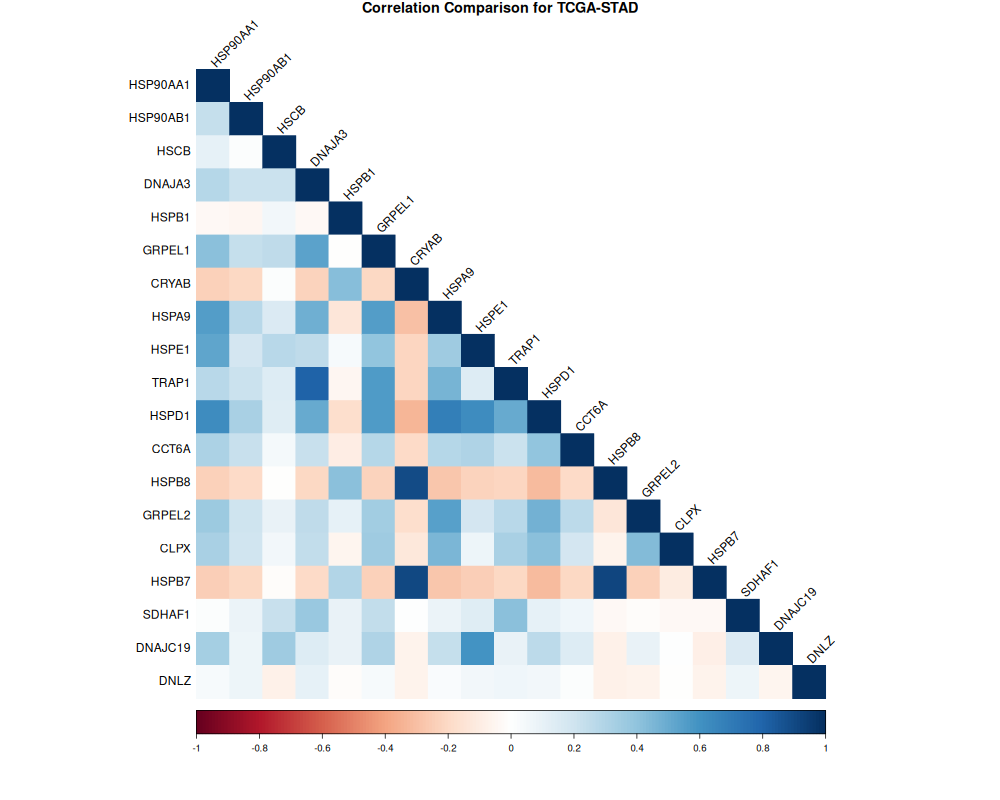 Correlation Comparison for TCGA-STAD
HSP90AA1
HSP90AB1
HSCB
DNAJA3
HSPB1
GRPEL1
CRYAB
HSPA9
HSPE1
TRAP1
HSPD1
CCT6A
HSPB8
GRPEL2
CLPX
HSPB7
SDHAF1
DNAJC19
DNLZ
HSP90AA1
HSP90AB1
HSCB
DNAJA3
HSPB1
GRPEL1
CRYAB
HSPA9
HSPE1
TRAP1
HSPD1
CCT6A
HSPB8
GRPEL2
CLPX
HSPB7
SDHAF1
DNAJC19
DNLZ
-1 -0.8 -0.6 -0.4 -0.2 0 0.2 0.4 0.6 0.8 1